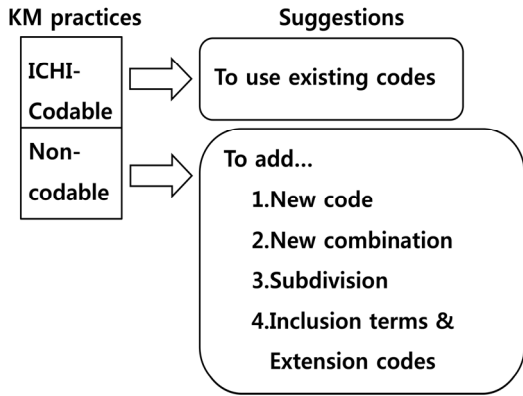 KM practices
Suggestions
ICHI-
Codable
To use existing codes
Non-
codable
To add...
1.New code
2.New combination
3.Subdivision
4.Inclusion terms &
Extension codes